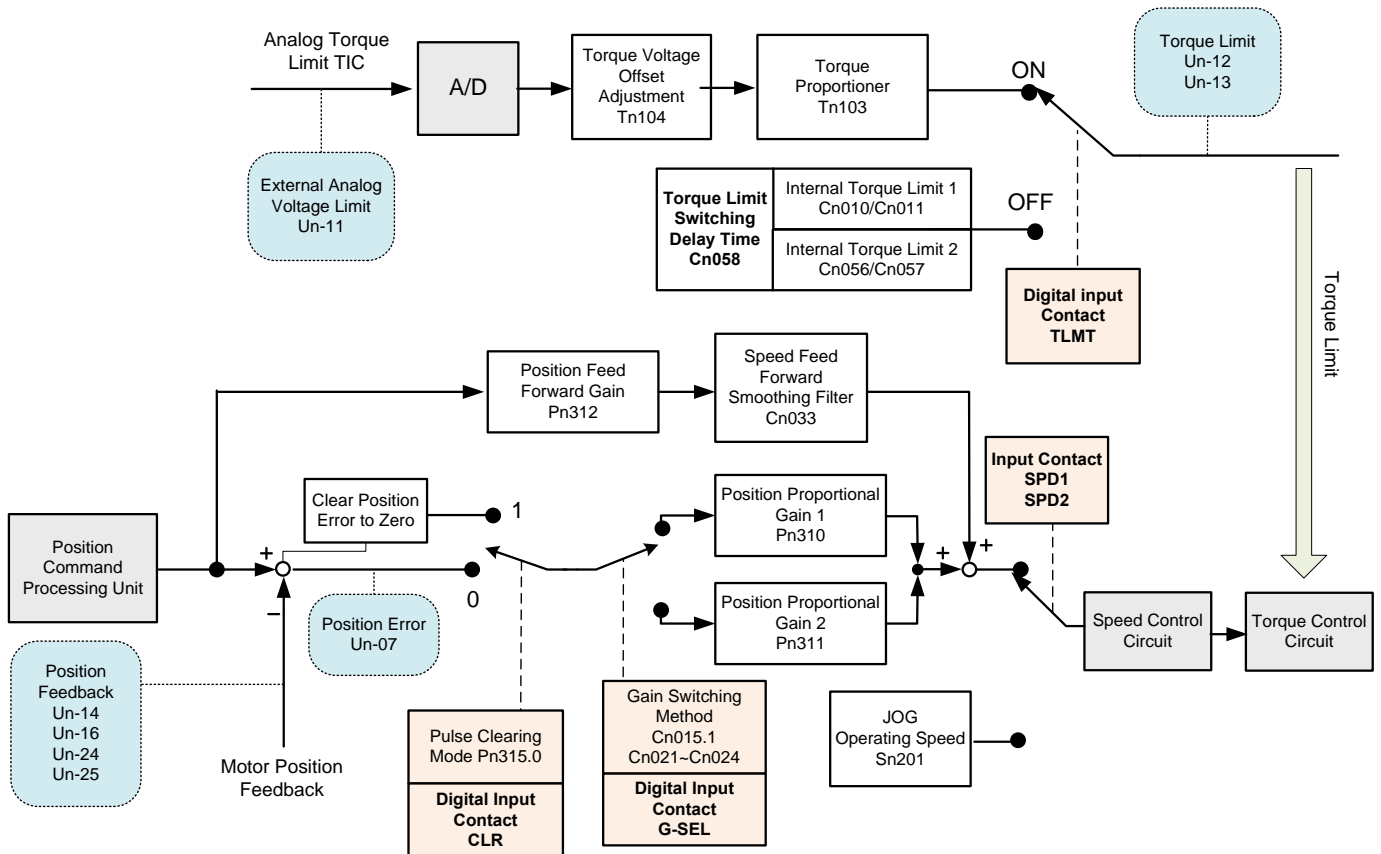 Analog Torque
Limit TIC
A/D
Torque Voltage
Offset
Adjustment
Tn104
Torque
Proportioner
Tn103
ON
Torque Limit
Un-12
Un-13
External Analog
Voltage Limit
Un-11
Torque Limit
Switching
Delay Time
Cn058
Internal Torque Limit 1
Cn010/Cn011
Internal Torque Limit 2
Cn056/Cn057
OFF
Digital input
Contact
TLMT
Torque Limit
Position Feed
Forward Gain
Pn312
Speed Feed
Forward
Smoothing Filter
Cn033
Input Contact
SPD1
SPD2
Clear Position
Error to Zero
1
Position Proportional
Gain 1
Pn310
Position
Command
Processing Unit
+
−
0
+
+
Position Error
Un-07
Position Proportional
Gain 2
Pn311
Speed Control
Circuit
Torque Control
Circuit
Position
Feedback
Un-14
Un-16
Un-24
Un-25
Motor Position
Feedback
Pulse Clearing
Mode Pn315.0
Digital Input
Contact
CLR
Gain Switching
Method
Cn015.1
Cn021~Cn024
Digital Input
Contact
G-SEL
JOG
Operating Speed
Sn201